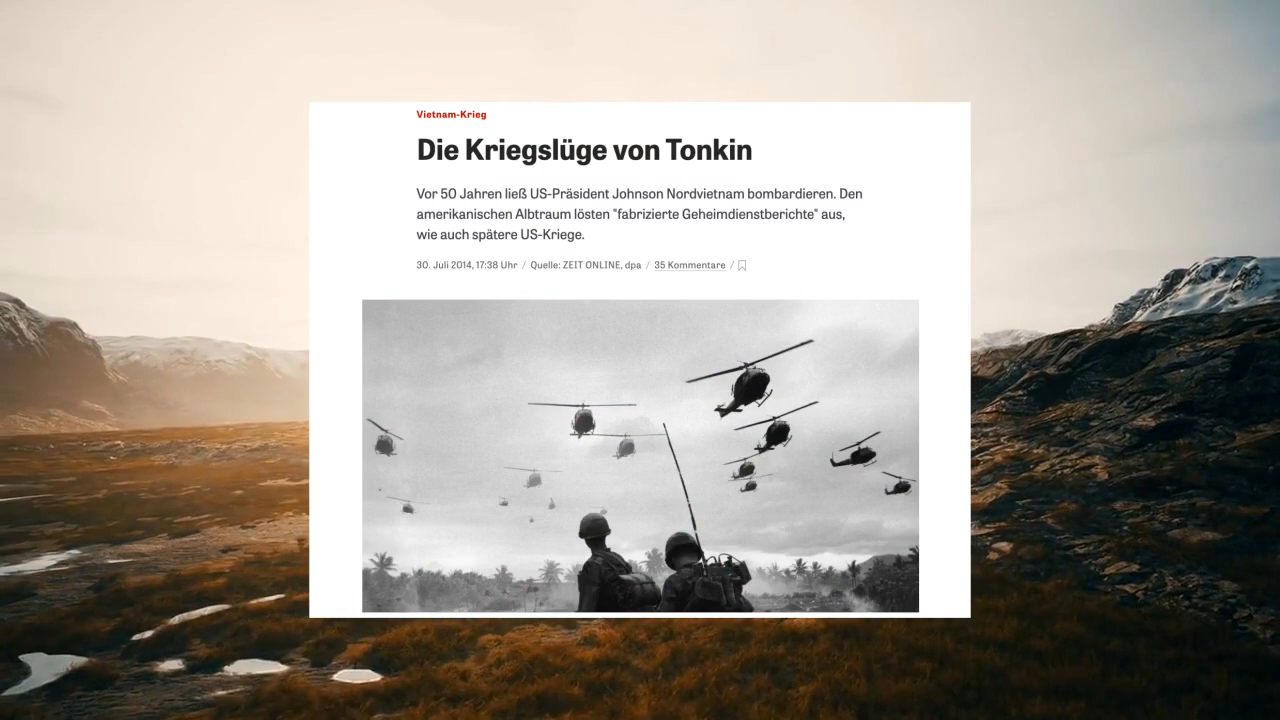 Vietnam-Krieg
Die Kriegslüge von Tonkin
Vor 50 Jahren ließ US-Präsident Johnson Nordvietnam bombardieren. Den
amerikanischen Albtraum lösten "fabrizierte Geheimdienstberichte" aus,
wie auch spätere US-Kriege.
30. Juli 2014, 17:38 Uhr / Quelle: ZEIT ONLINE, dpa / 35 Kommentare /